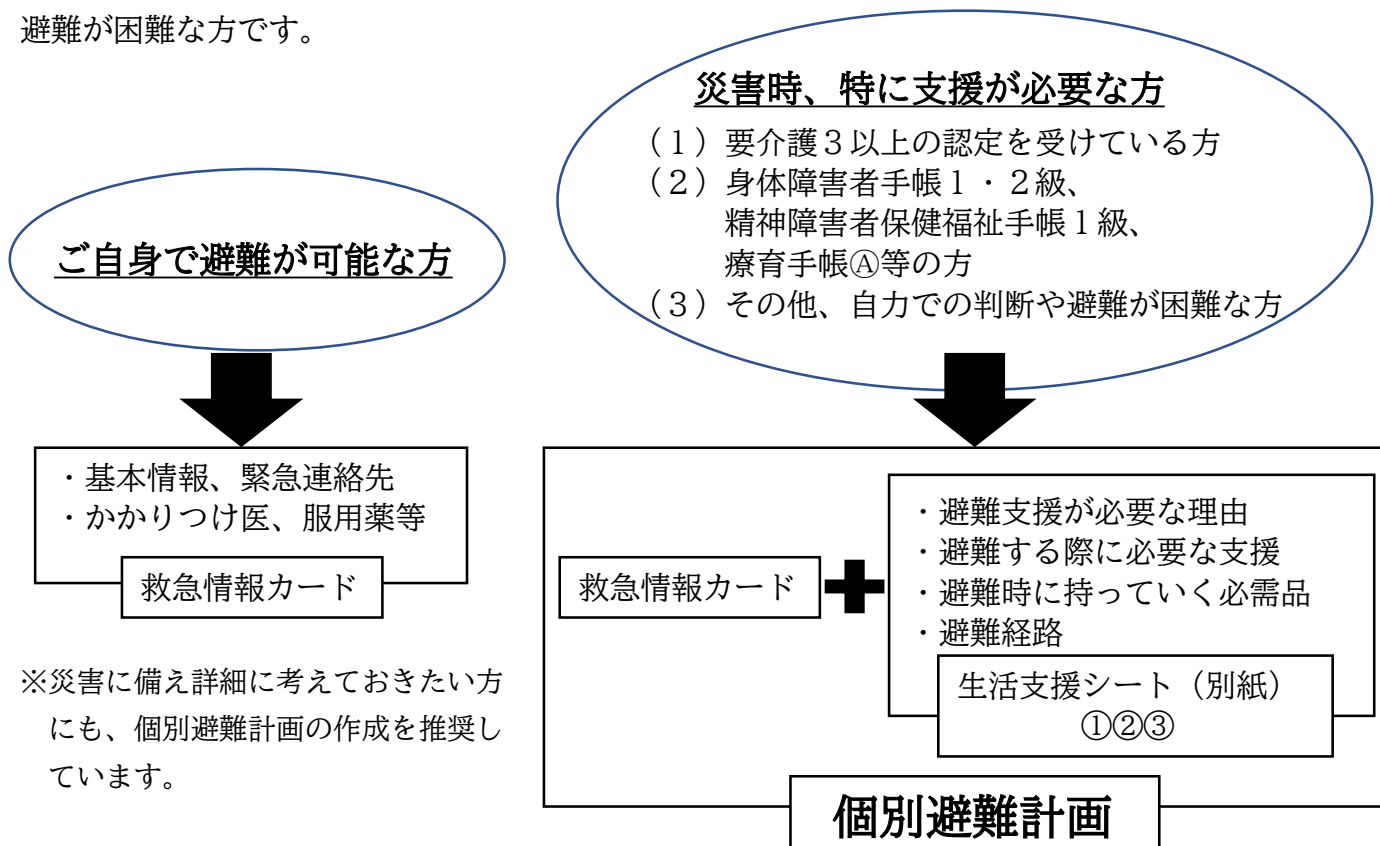 避難が困難な方です。
ご自身で避難が可能な方
・基本情報、緊急連絡先
・かかりつけ医、服用薬等
救急情報カード
※災害に備え詳細に考えておきたい方
にも、個別避難計画の作成を推奨し
ています。
災害時、特に支援が必要な方
（１）要介護３以上の認定を受けている方
（２）身体障害者手帳１・２級、
精神障害者保健福祉手帳１級、
療育手帳Ⓐ等の方
（３）その他、自力での判断や避難が困難な方
救急情報カード
・避難支援が必要な理由
・避難する際に必要な支援
・避難時に持っていく必需品
・避難経路
生活支援シート（別紙）
①②③
個別避難計画